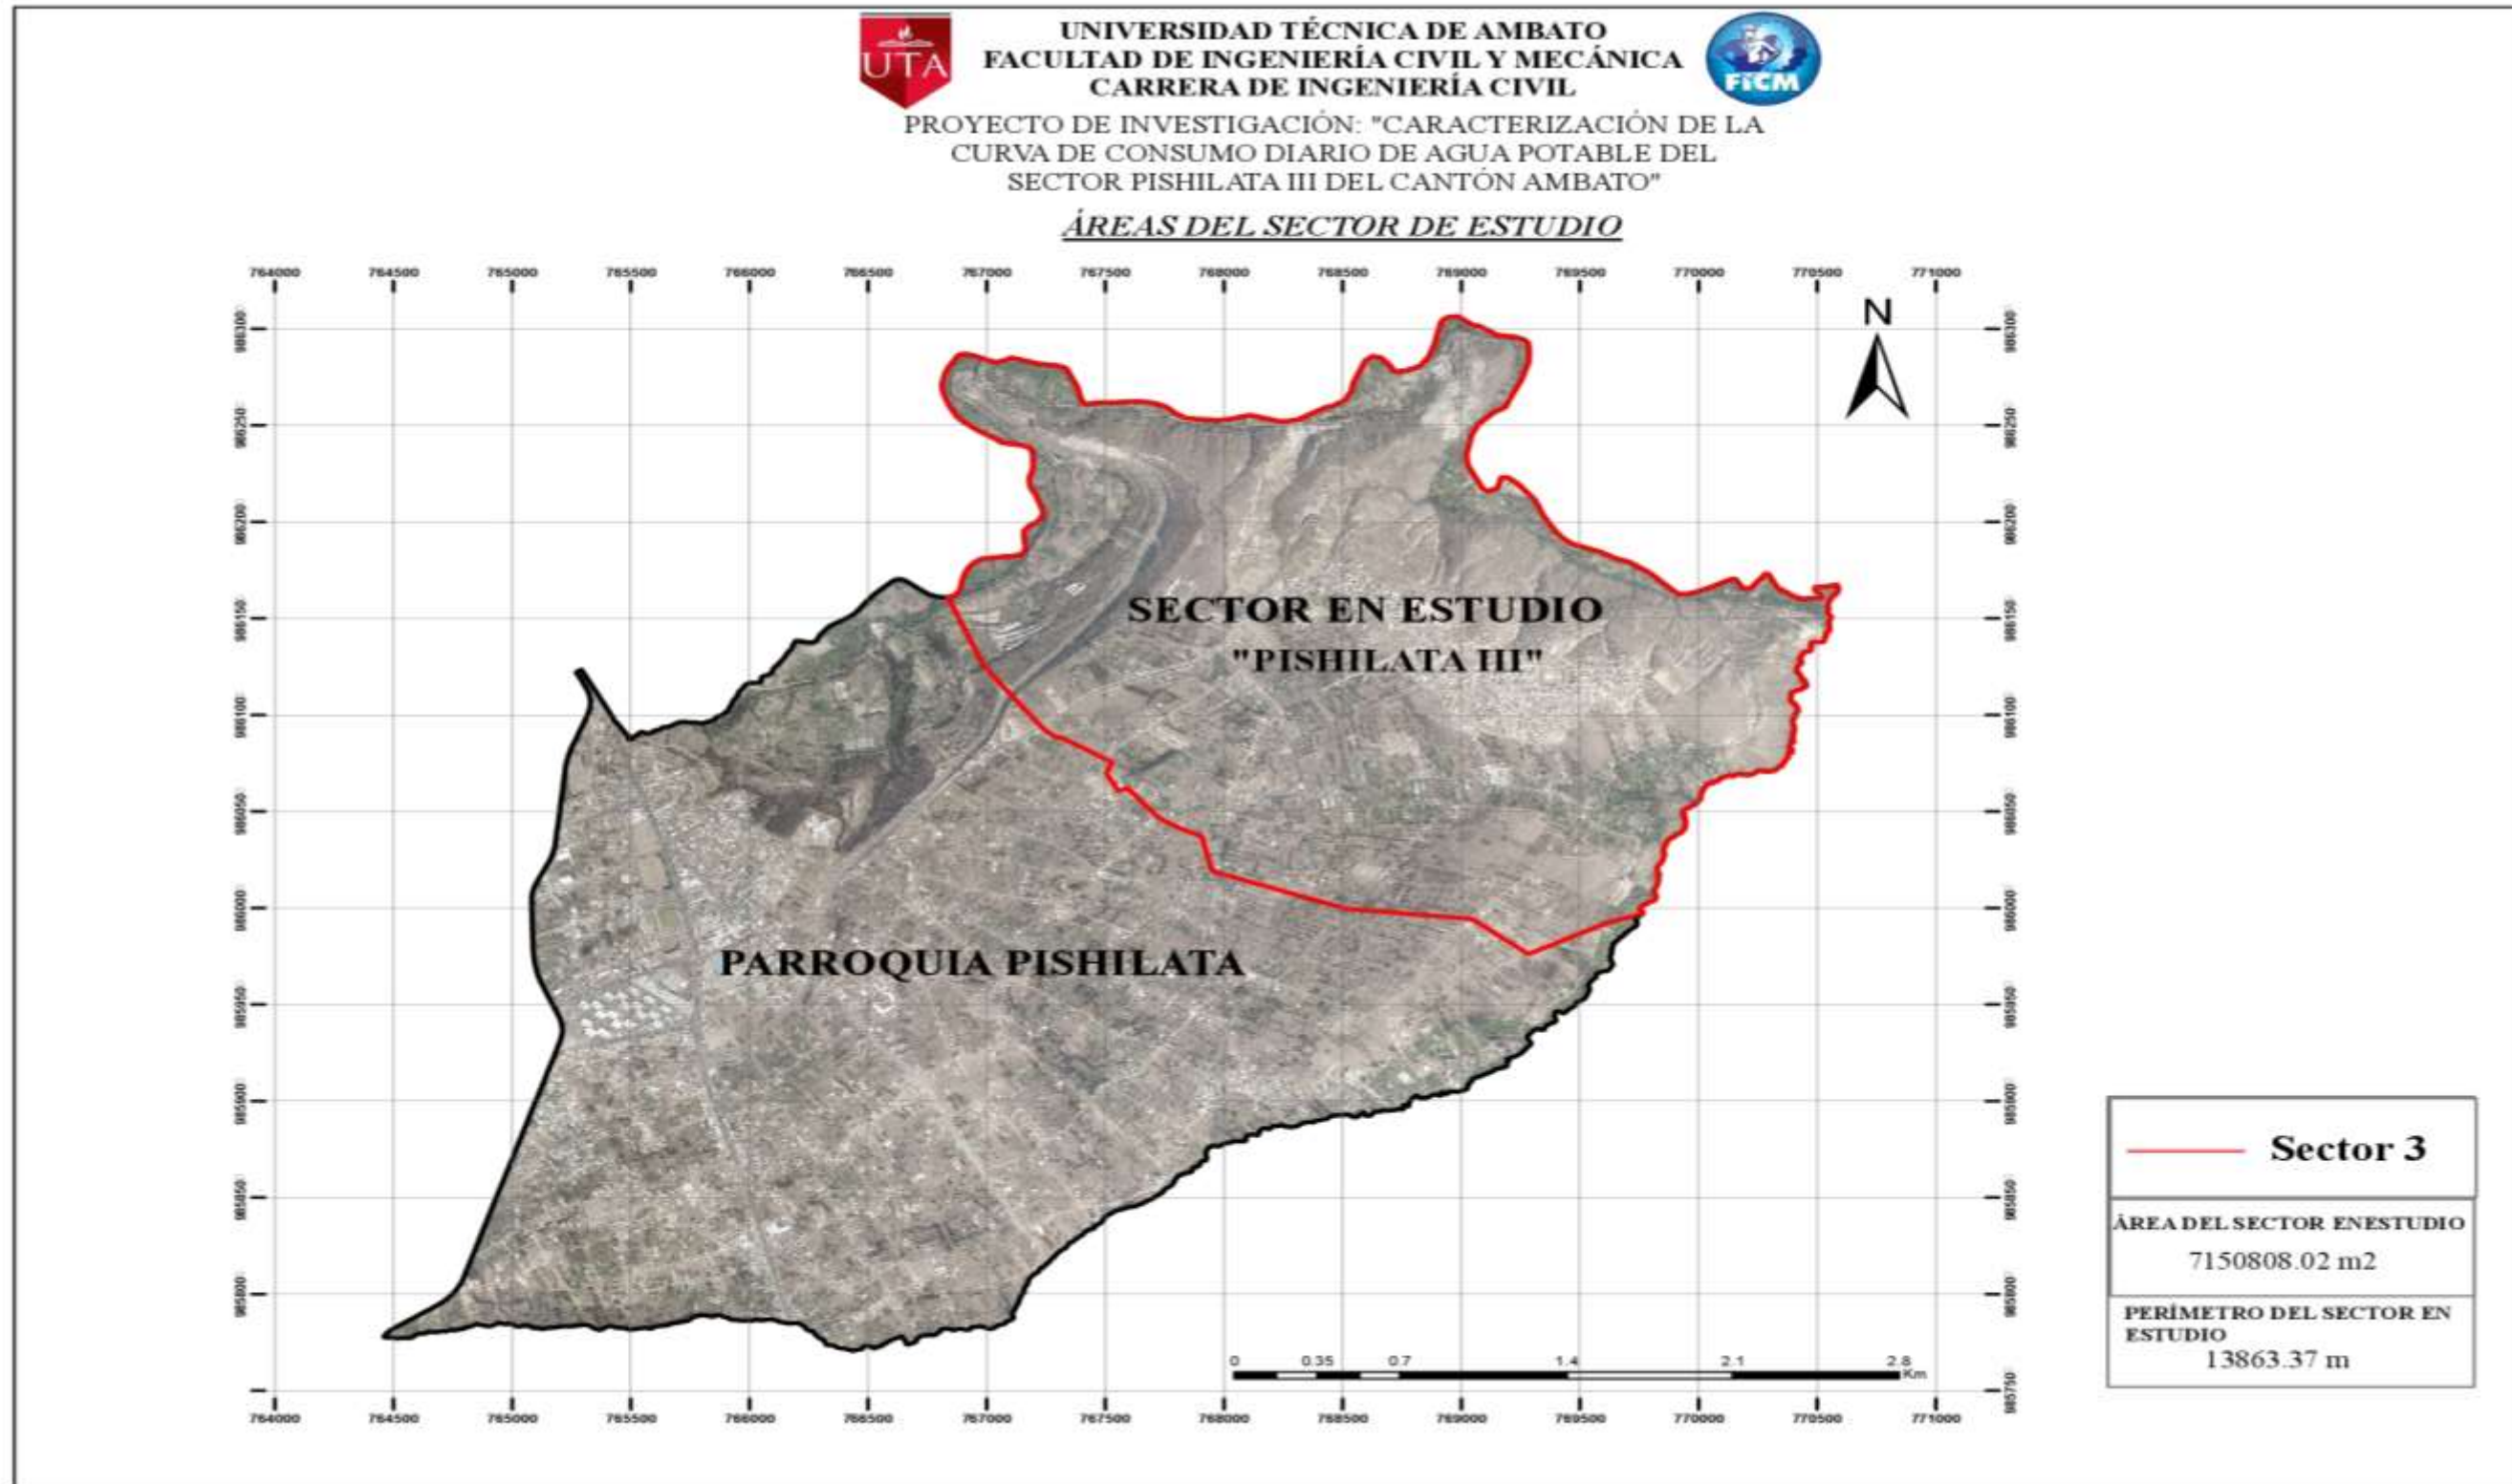 UTA
UNIVERSIDAD TÉCNICA DE AMBATO
FACULTAD DE INGENIERÍA CIVIL Y MECÁNICA
CARRERA DE INGENIERÍA CIVIL
FICM
PROYECTO DE INVESTIGACIÓN: "CARACTERIZACIÓN DE LA
CURVA DE CONSUMO DIARIO DE AGUA POTABLE DEL
SECTOR PISHILATA III DEL CANTÓN AMBATO"
ÁREAS DEL SECTOR DE ESTUDIO
764000 764500 765000 765500 766000 766500 767000 767500 768000 768500 769000 769500 770000 770500 771000
N
SECTOR EN ESTUDIO
"PISHILATA III"
PARROQUIA PISHILATA
Sector 3
ÁREA DEL SECTOR ENESTUDIO
7150808.02 m2
PERÍMETRO DEL SECTOR EN
ESTUDIO
13863.37 m
0 0.35 0.7 1.4 2.1 2.8
Km
764000 764500 765000 765500 766000 766500 767000 767500 768000 768500 769000 769500 770000 770500 771000